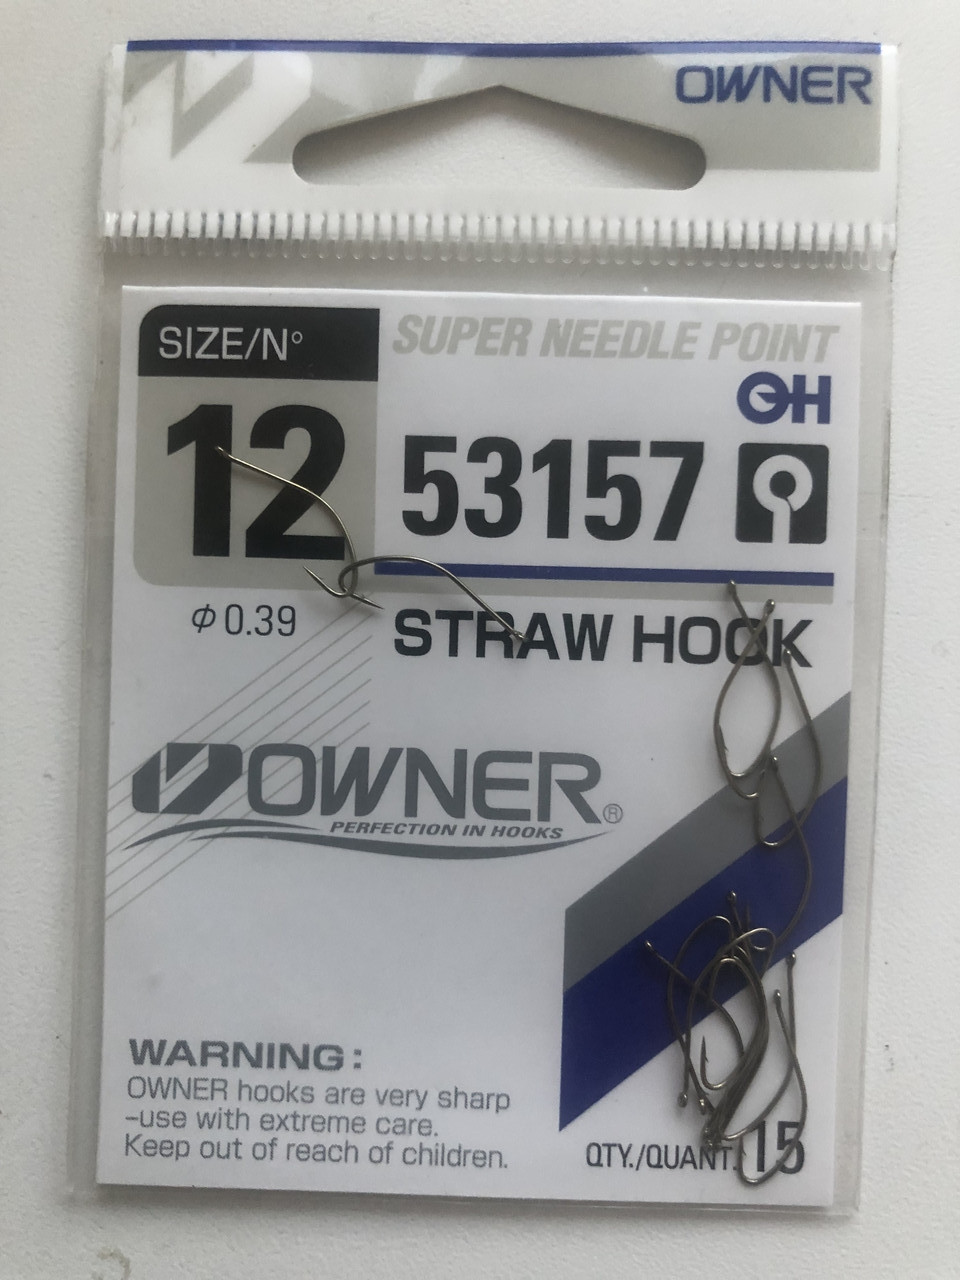 OWNER
SIZE/N°
12
SUPER NEEDLE POINT
OH
53157
φ0.39
STRAW HOOK
OWNER®
PERFECTION IN HOOKS
WARNING:
OWNER hooks are very sharp
-use with extreme care.
Keep out of reach of children.
QTY./QUANT. 15